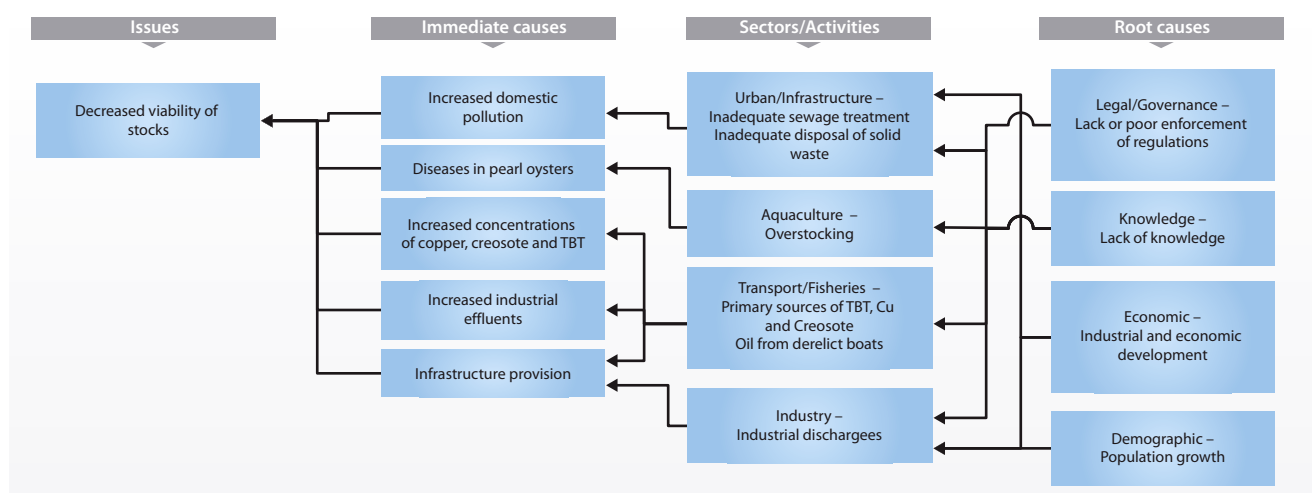 Issues
Immediate causes
Sectors/Activities
Root causes
Decreased viability of
stocks
Increased domestic
pollution
Diseases in pearl oysters
Increased concentrations
of copper, creosote and TBT
Increased industrial
effluents
Infrastructure provision
Urban/Infrastructure –
Inadequate sewage treatment
Inadequate disposal of solid
waste
Aquaculture –
Overstocking
Transport/Fisheries –
Primary sources of TBT, Cu
and Creosote
Oil from derelict boats
Industry –
Industrial dischargees
Legal/Governance –
Lack or poor enforcement
of regulations
Knowledge –
Lack of knowledge
Economic –
Industrial and economic
development
Demographic –
Population growth